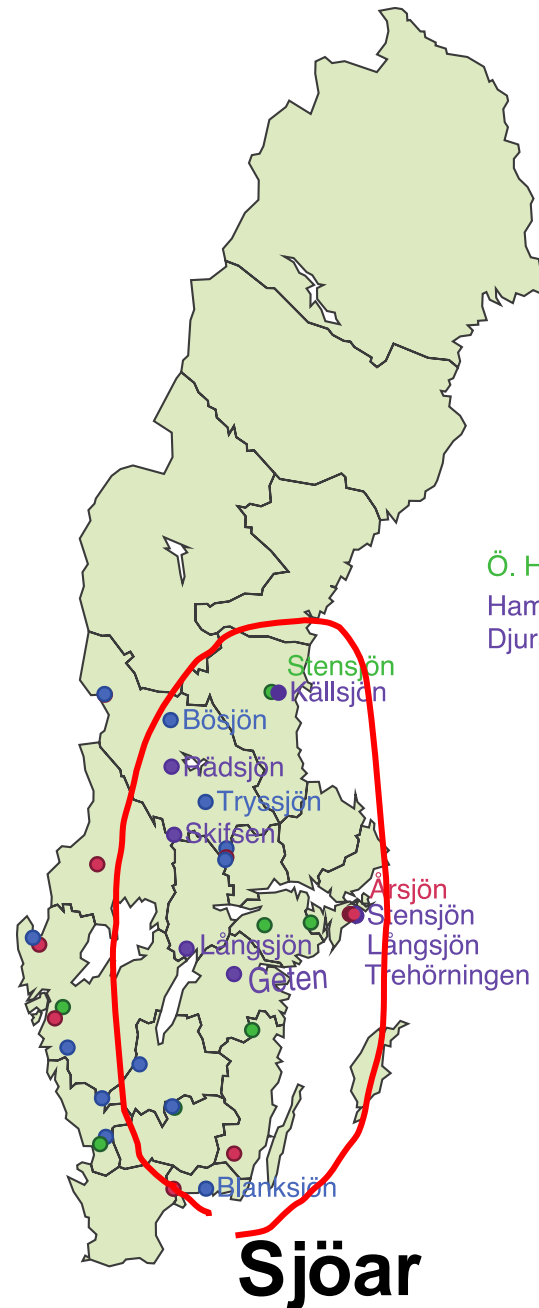 Ö. H
Ham
Djur
Stensjön
Källsjön
Bösjön
Rädsjön
Tryssjön
Skifsen
Årsjön
Stensjön
Långsjön
Långsjön
Trehörningen
Geten
Blanksjön
Sjöar